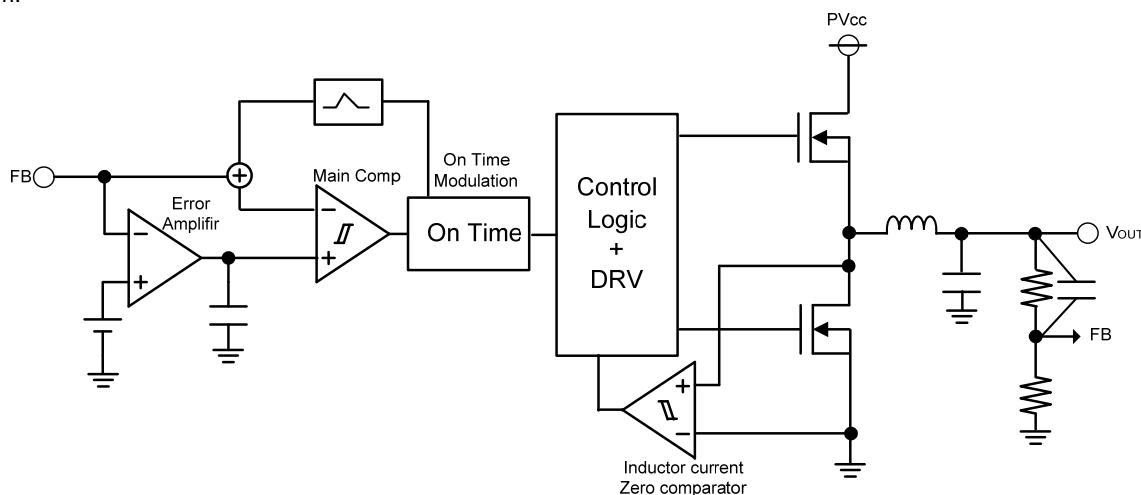 n.
PVcc
FB
Error
Amplifir
Main Comp
On Time
Modulation
On Time
Control
Logic
+
DRV
VOUT
FB
Inductor current
Zero comparator